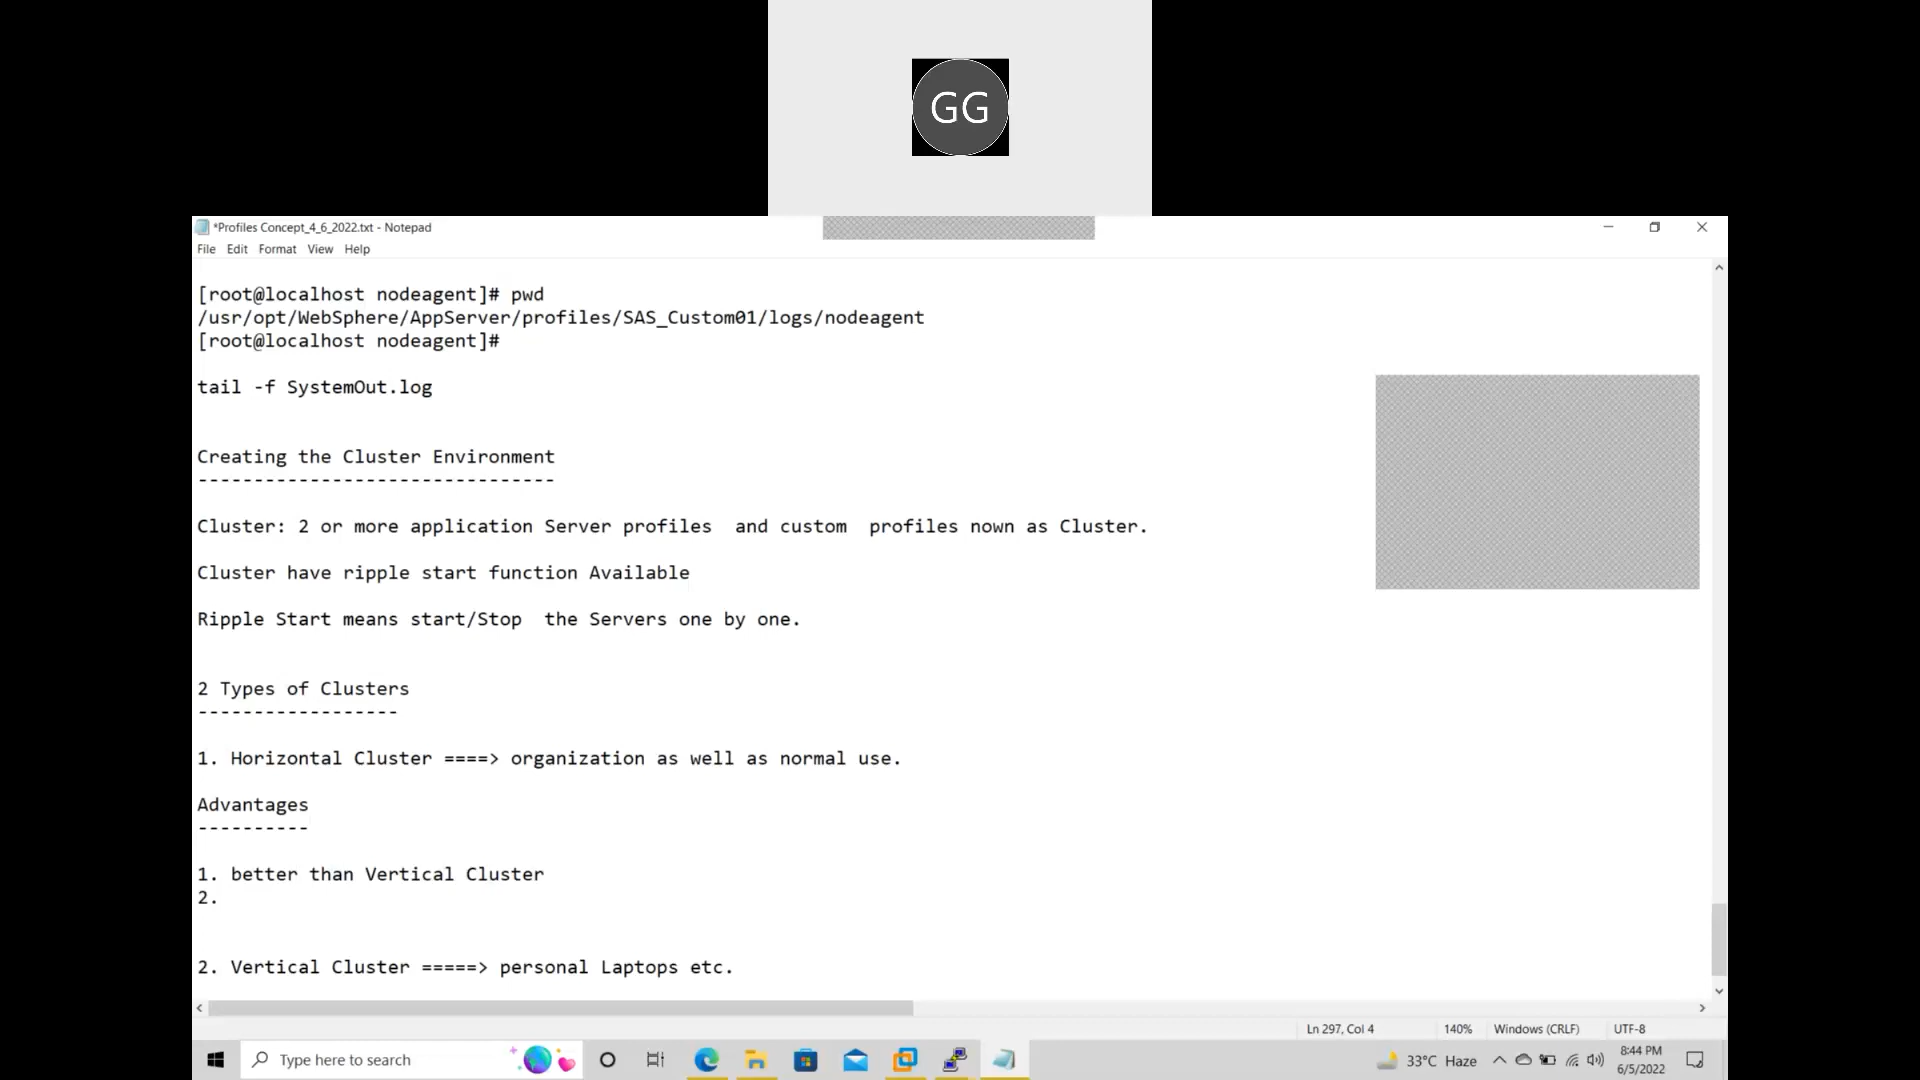 GG
*Profiles Concept_4_6_2022.txt - Notepad
File Edit Format View Help
[root@localhost nodeagent]# pwd
/usr/opt/WebSphere/AppServer/profiles/SAS_Custom01/logs/nodeagent
[root@localhost nodeagent]#
tail -f SystemOut.log
Creating the Cluster Environment
--------------------------------
Cluster: 2 or more application Server profiles  and custom  profiles nown as Cluster.
Cluster have ripple start function Available
Ripple Start means start/Stop  the Servers one by one.
2 Types of Clusters
------------------
1. Horizontal Cluster ====> organization as well as normal use.
Advantages
----------
1. better than Vertical Cluster
2.
2. Vertical Cluster =====> personal Laptops etc.
Ln 297, Col 4 140% Windows (CRLF) UTF-8
Type here to search 33°C Haze 8:44 PM
6/5/2022